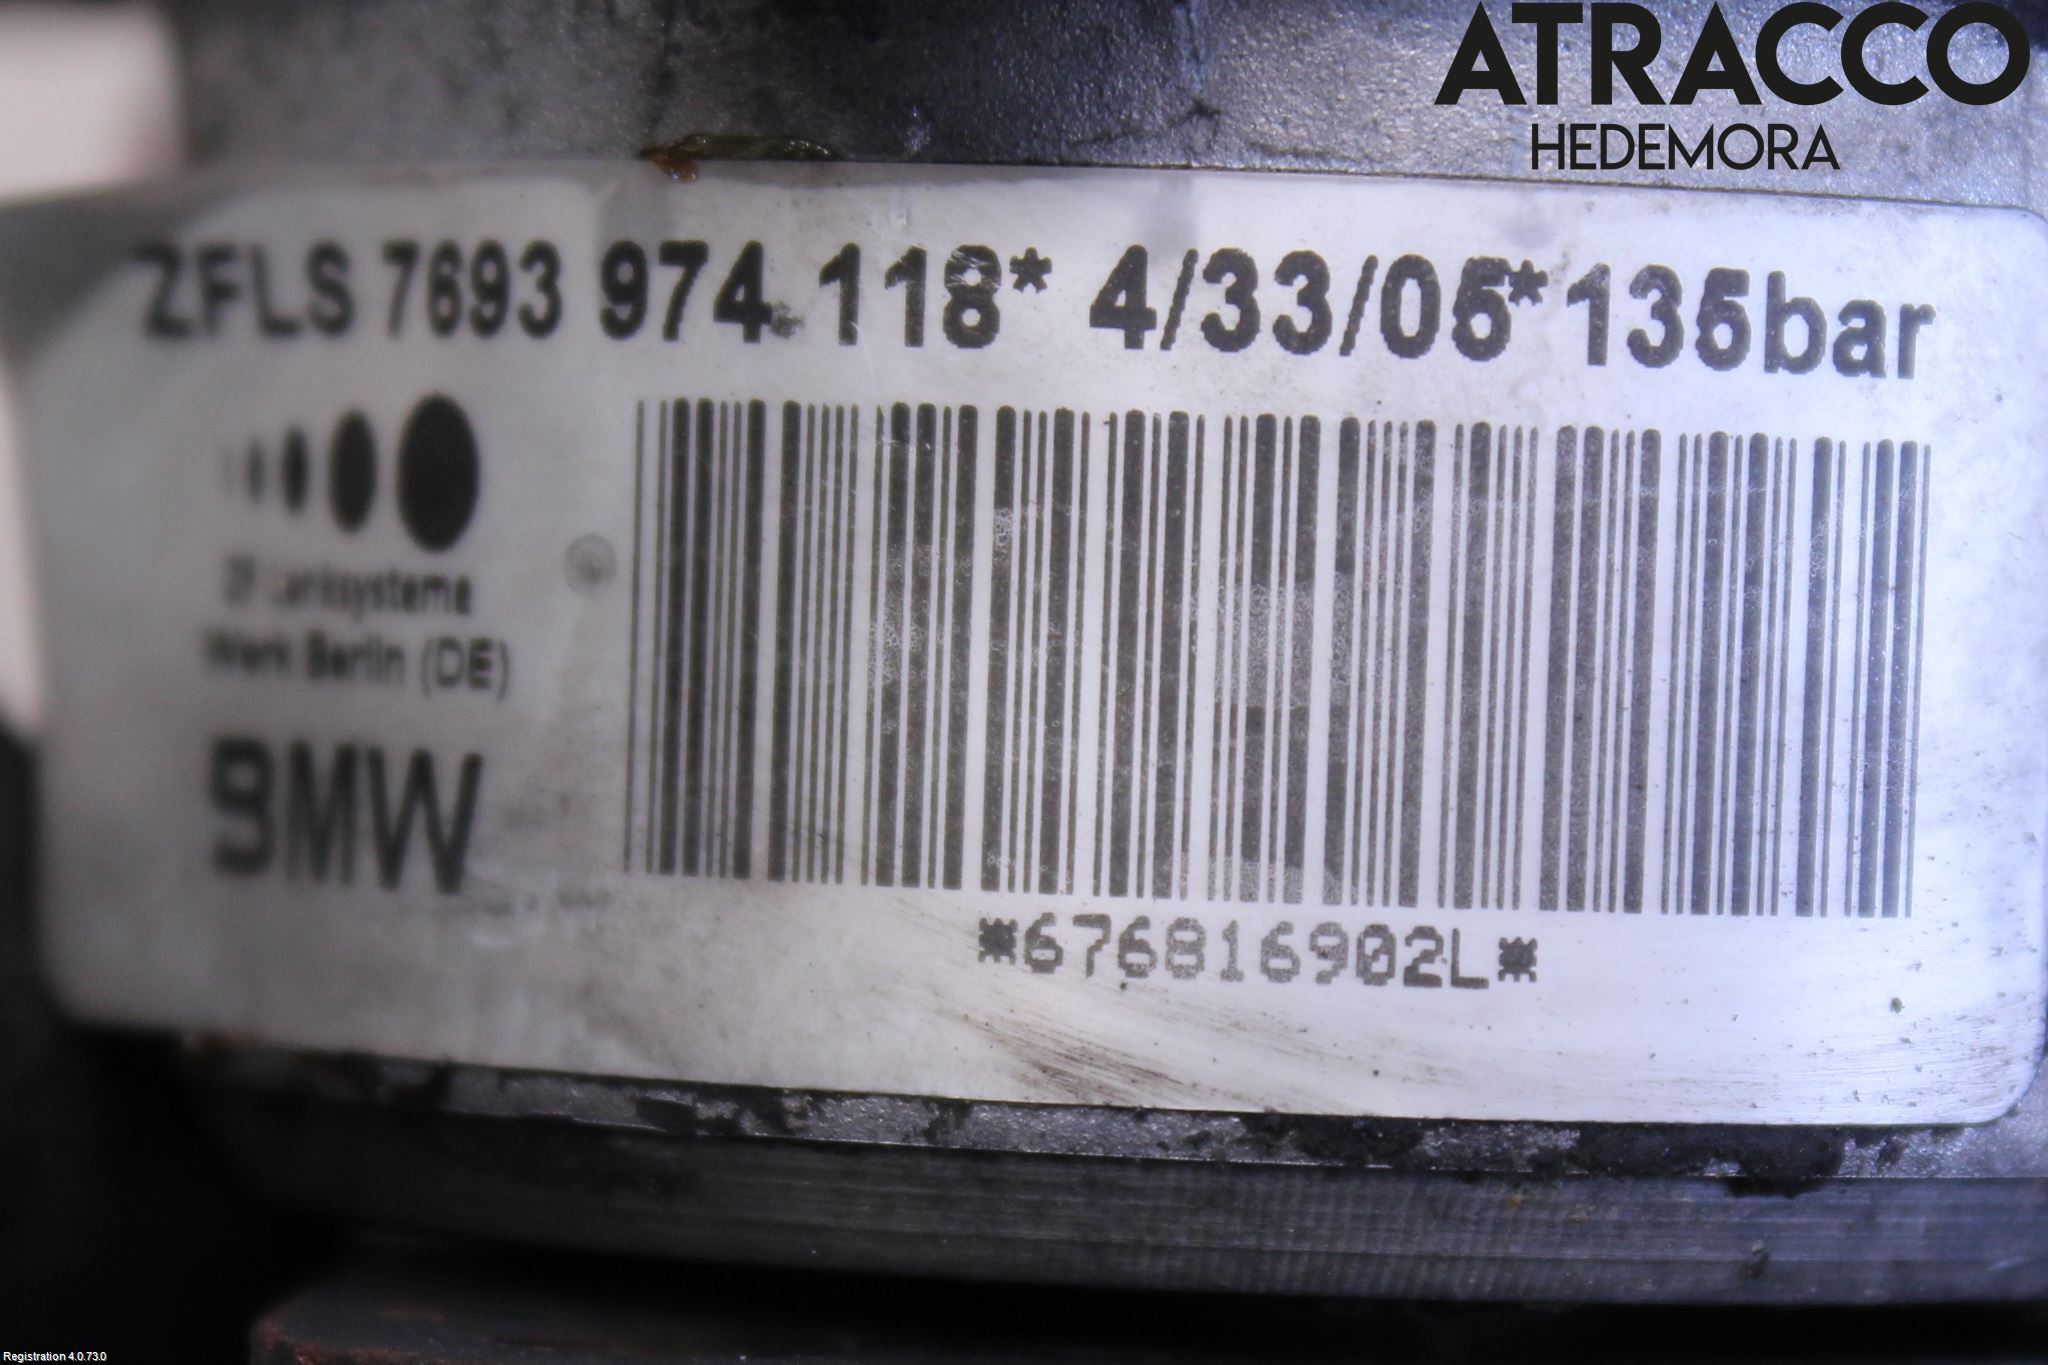 ATRACCO
HEDEMORA
ZFLS 7693 974 118* 4/33/05*135bar
ZF Lenksysteme
Werk Berlin (DE)
BMW
*676816902L*
Registration 4.0.73.0